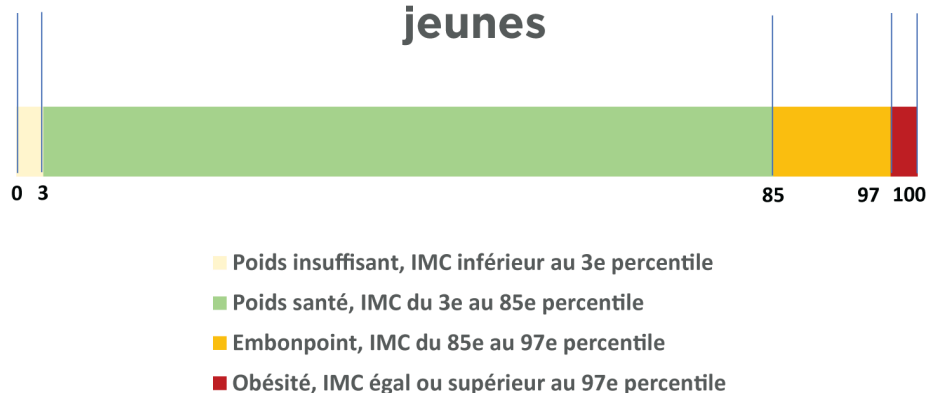 jeunes
0 3 85 97 100
Poids insuffisant, IMC inférieur au 3e percentile
Poids santé, IMC du 3e au 85e percentile
Embonpoint, IMC du 85e au 97e percentile
Obésité, IMC égal ou supérieur au 97e percentile